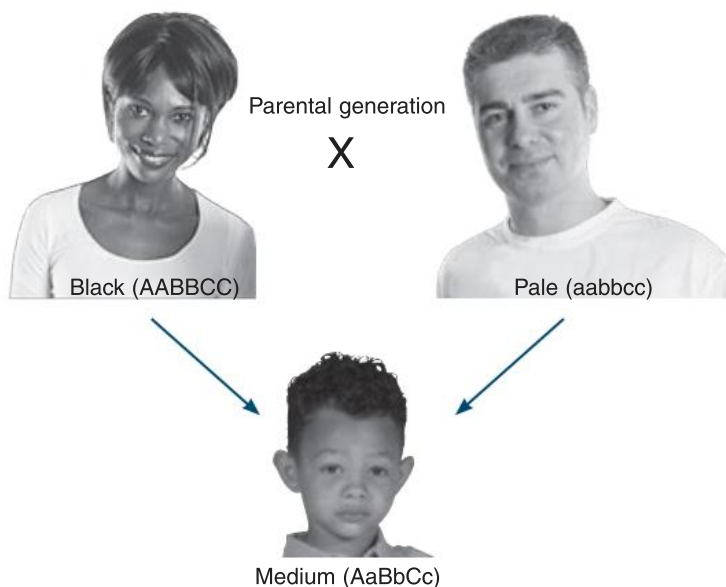 Parental generation
X
Black (AABBCC)
Pale (aabbcc)
Medium (AaBbCc)